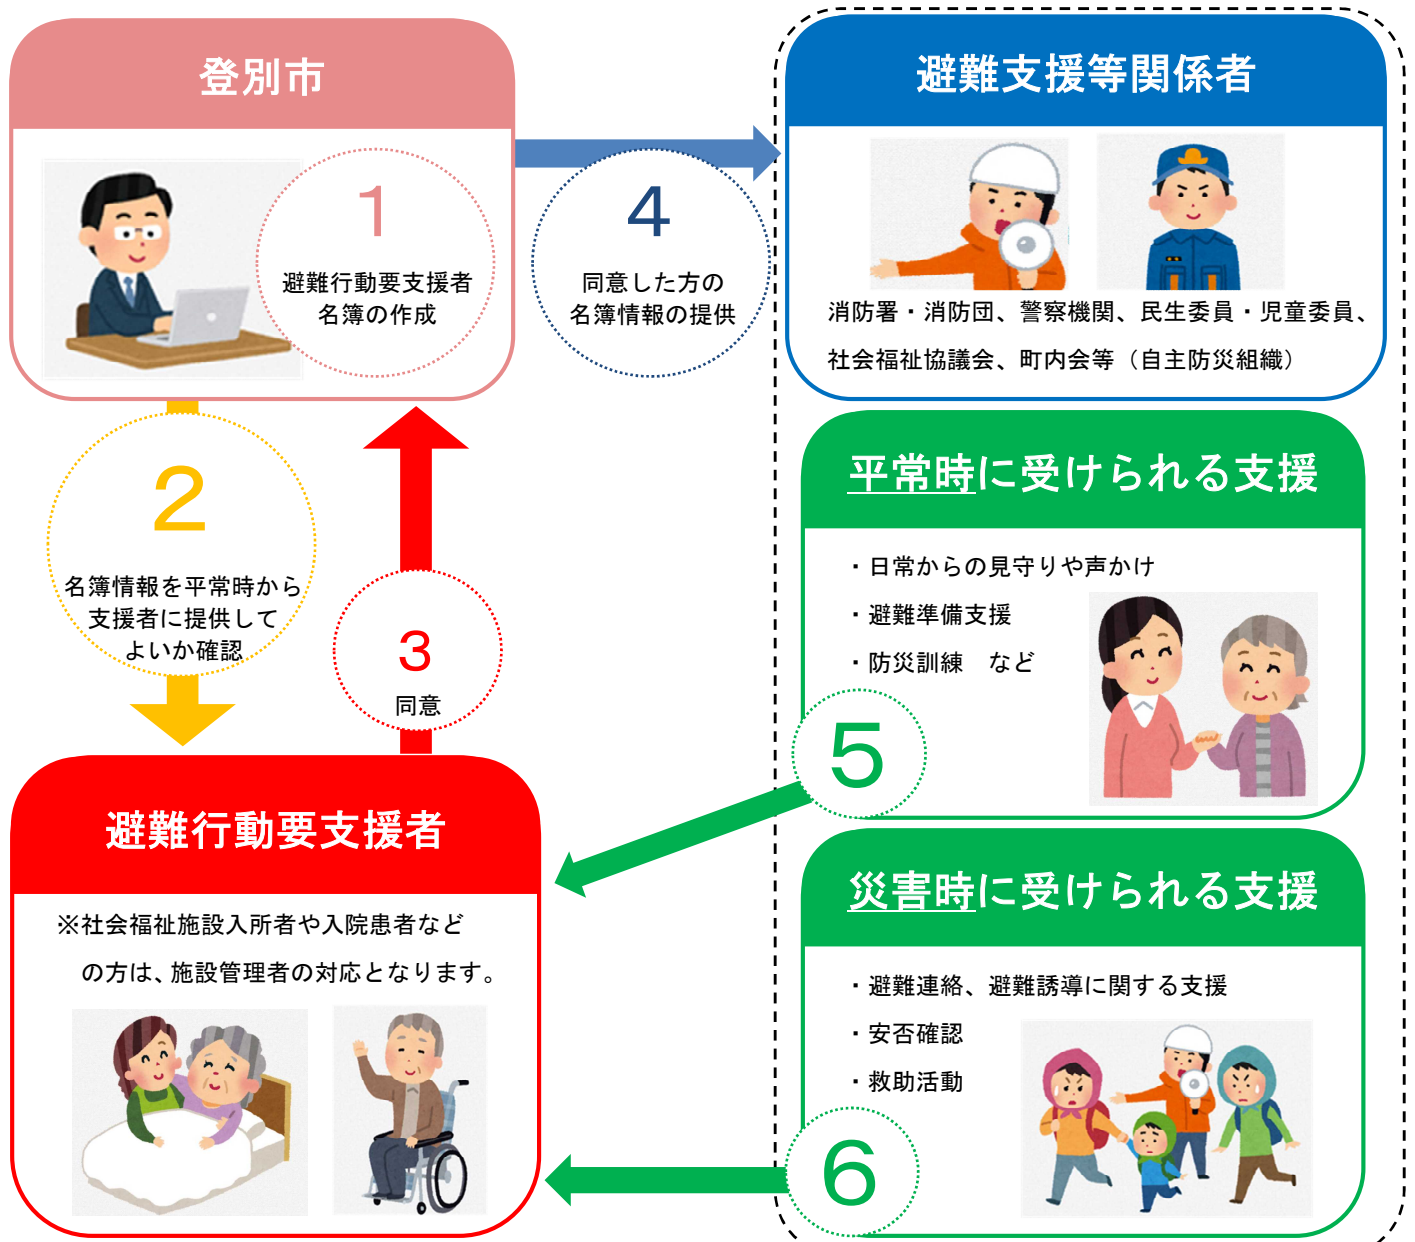 登別市
1
避難行動要支援者
名簿の作成
2
名簿情報を平常時から
支援者に提供して
よいか確認
3
同意
4
同意した方の
名簿情報の提供
避難支援等関係者
消防署・消防団、警察機関、民生委員・児童委員、
社会福祉協議会、町内会等（自主防災組織）
平常時に受けられる支援
・日常からの見守りや声かけ
・避難準備支援
・防災訓練　など
5
災害時に受けられる支援
・避難連絡、避難誘導に関する支援
・安否確認
・救助活動
6
避難行動要支援者
※社会福祉施設入所者や入院患者など
の方は、施設管理者の対応となります。